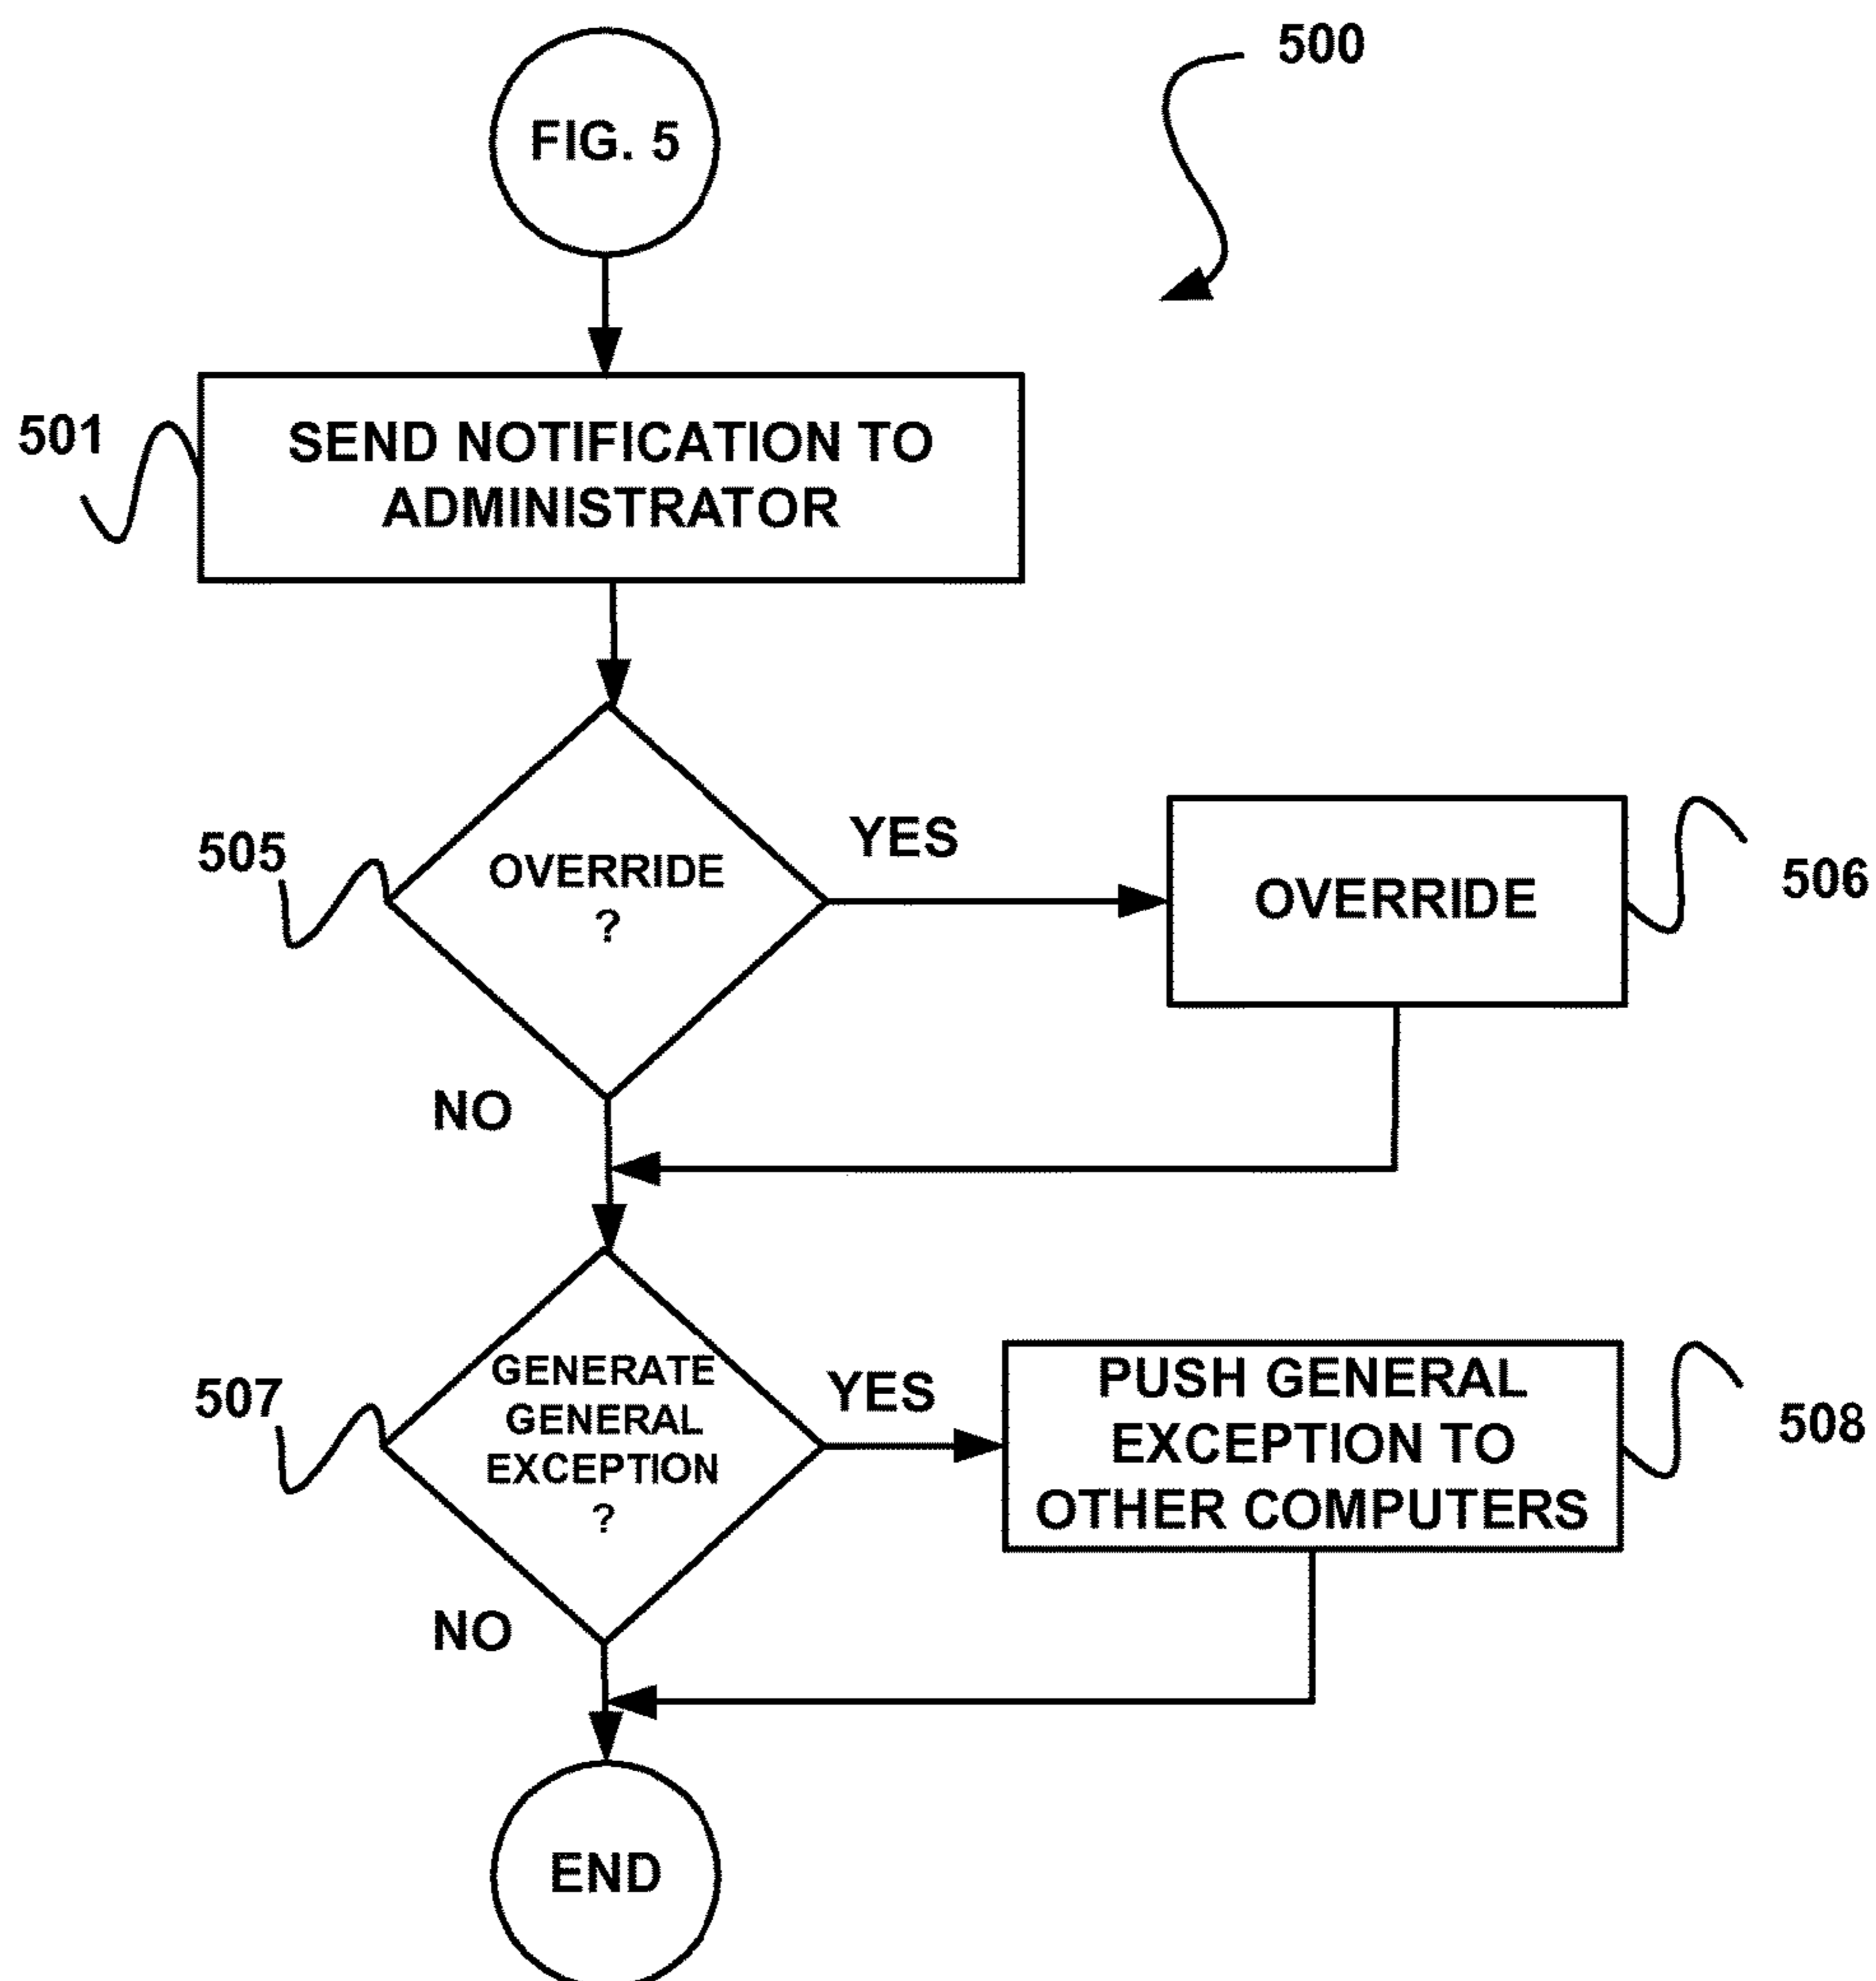 500
FIG. 5
501
SEND NOTIFICATION TO
ADMINISTRATOR
505
OVERRIDE
?
YES
OVERRIDE
506
NO
507
GENERATE
GENERAL
EXCEPTION
?
YES
PUSH GENERAL
EXCEPTION TO
OTHER COMPUTERS
508
NO
END